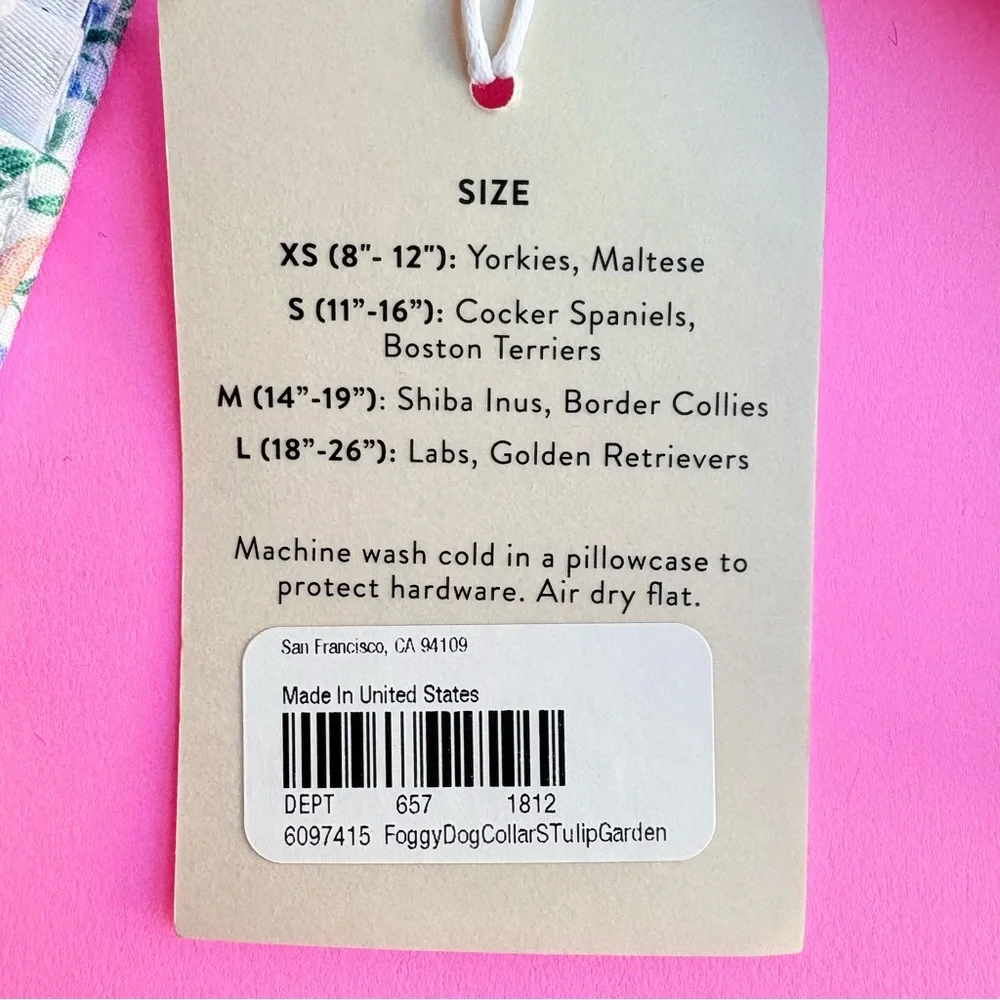 SIZE
XS (8"- 12"): Yorkies, Maltese
S (11”-16”): Cocker Spaniels,
Boston Terriers
M (14”-19”): Shiba Inus, Border Collies
L (18”-26”): Labs, Golden Retrievers
Machine wash cold in a pillowcase to
protect hardware. Air dry flat.
San Francisco, CA 94109
Made In United States
DEPT 657 1812
6097415 FoggyDogCollarSTulipGarden